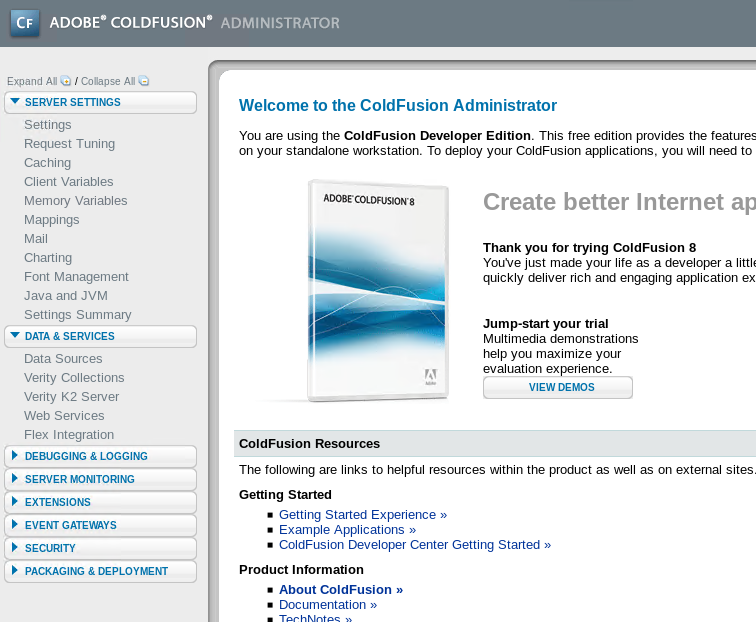 CF ADOBE® COLDFUSION® ADMINISTRATOR
Expand All / Collapse All
SERVER SETTINGS
Settings
Request Tuning
Caching
Client Variables
Memory Variables
Mappings
Mail
Charting
Font Management
Java and JVM
Settings Summary
DATA & SERVICES
Data Sources
Verity Collections
Verity K2 Server
Web Services
Flex Integration
DEBUGGING & LOGGING
SERVER MONITORING
EXTENSIONS
EVENT GATEWAYS
SECURITY
PACKAGING & DEPLOYMENT
Welcome to the ColdFusion Administrator
You are using the ColdFusion Developer Edition. This free edition provides the features
on your standalone workstation. To deploy your ColdFusion applications, you will need to
ADOBE® COLDFUSION® 8
Adobe
Create better Internet ap
Thank you for trying ColdFusion 8
You've just made your life as a developer a little
quickly deliver rich and engaging application ex
Jump-start your trial
Multimedia demonstrations
help you maximize your
evaluation experience.
VIEW DEMOS
ColdFusion Resources
The following are links to helpful resources within the product as well as on external sites.
Getting Started
Getting Started Experience »
Example Applications »
ColdFusion Developer Center Getting Started »
Product Information
About ColdFusion »
Documentation »
TechNotes »